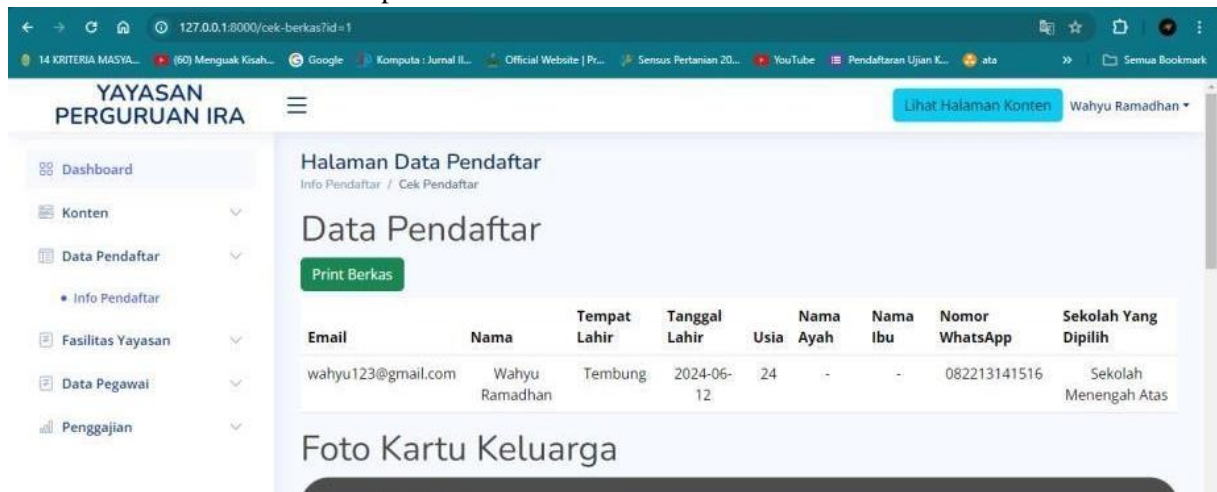 127.0.0.1:8000/cek-berkas?id=1
14 KRITERIA MASYA... (60) Menguak Kisah... Google Komputa : Jurnal Il... Official Website | Pr... Sensus Pertanian 20... YouTube Pendaftaran Ujian K... ata » Semua Bookmark
YAYASAN
PERGURUAN IRA
Lihat Halaman Konten Wahyu Ramadhan
Dashboard
Konten
Data Pendaftar
• Info Pendaftar
Fasilitas Yayasan
Data Pegawai
Penggajian
Halaman Data Pendaftar
Info Pendaftar / Cek Pendaftar
Data Pendaftar
Print Berkas
Email Nama Tempat Lahir Tanggal Lahir Usia Nama Ayah Nama Ibu Nomor WhatsApp Sekolah Yang Dipilih
wahyu123@gmail.com Wahyu Ramadhan Tembung 2024-06-12 24 - - 082213141516 Sekolah Menengah Atas
Foto Kartu Keluarga